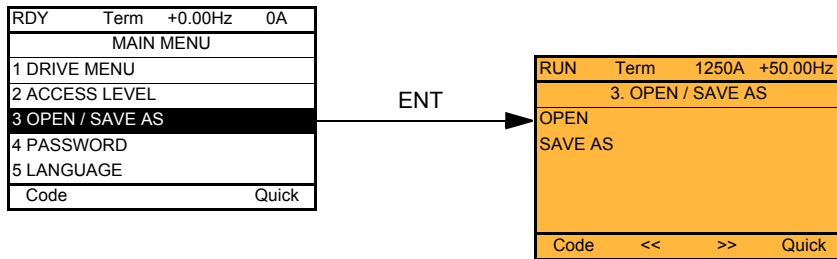 RDY Term +0.00Hz 0A
MAIN MENU
1 DRIVE MENU
2 ACCESS LEVEL
3 OPEN / SAVE AS
4 PASSWORD
5 LANGUAGE
Code Quick
ENT
RUN Term 1250A +50.00Hz
3. OPEN / SAVE AS
OPEN
SAVE AS
Code << >> Quick